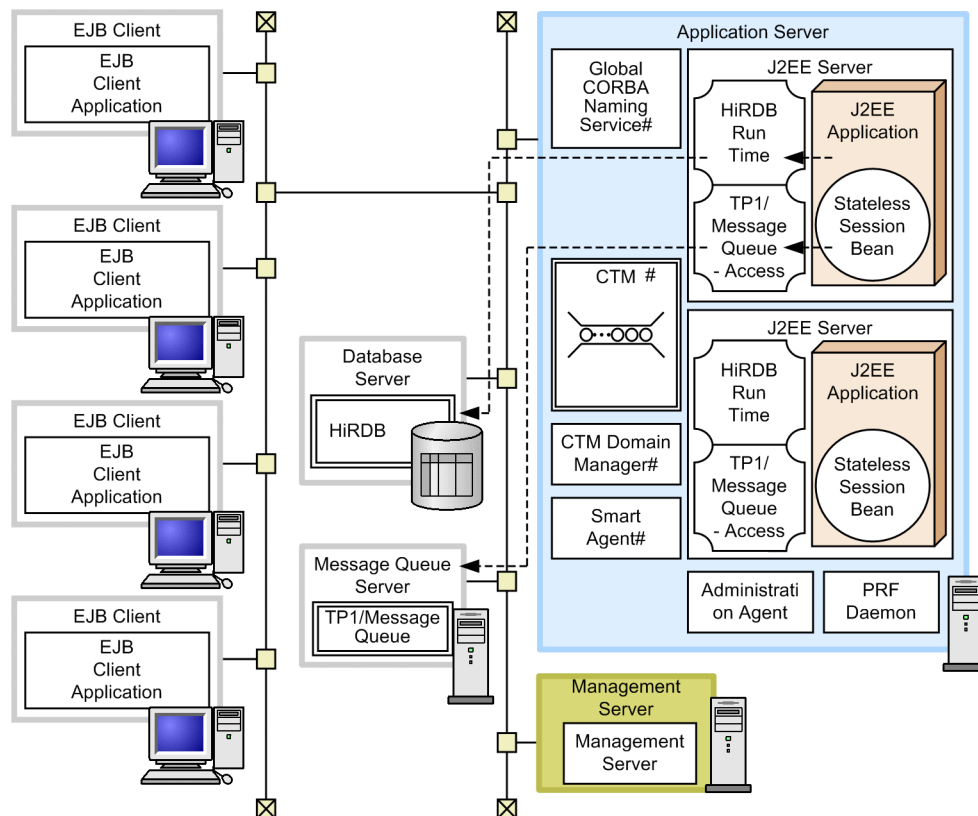 EJB Client
EJB
Client
Application
EJB Client
EJB
Client
Application
EJB Client
EJB
Client
Application
EJB Client
EJB
Client
Application
Database
Server
HiRDB
Message Queue
Server
TP1/Message
Queue
Application Server
Global
CORBA
Naming
Service#
CTM #
CTM Domain
Manager#
Smart
Agent#
J2EE Server
HiRDB
Run
Time
TP1/
Message
Queue
- Access
J2EE
Application
Stateless
Session
Bean
J2EE Server
HiRDB
Run
Time
TP1/
Message
Queue
- Access
J2EE
Application
Stateless
Session
Bean
Administrati
on Agent
PRF
Daemon
Management
Server
Management
Server